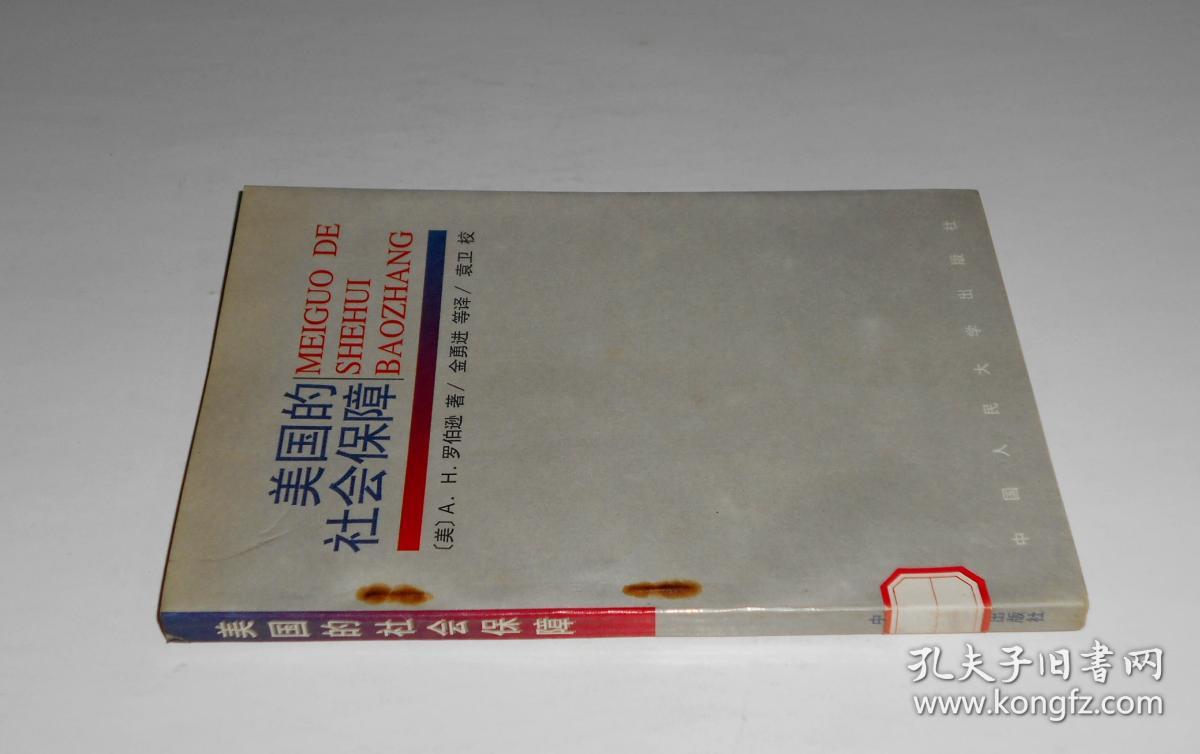 美国的
社会保障
MEIGUO DE
SHEHUI
BAOZHANG
〔美〕A．H．罗伯逊 著/ 金勇进 等译/ 袁卫 校
中国人民大学出版社
美国的社会保障
中
出版社
孔夫子旧書网
www.kongfz.com